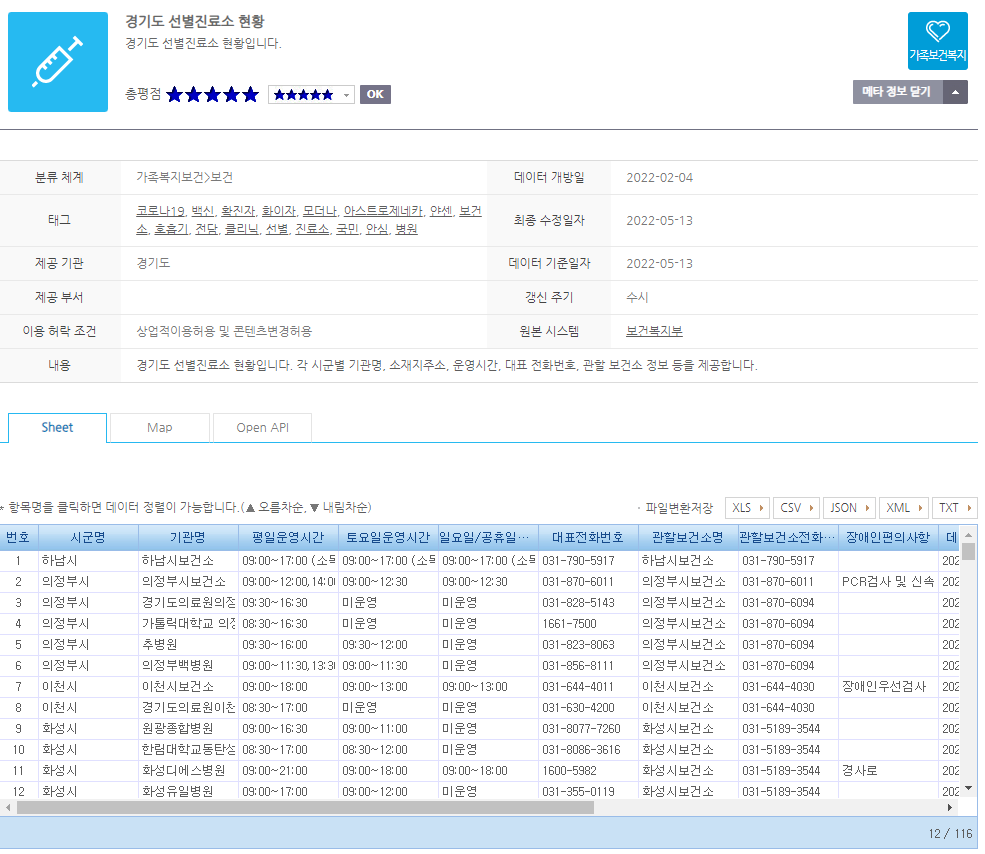 경기도 선별진료소 현황
경기도 선별진료소 현황입니다.
가족보건복지
총평점 ★★★★★ ★★★★★ OK
메타 정보 닫기 ▲
분류 체계 가족복지보건>보건 데이터 개방일 2022-02-04
태그 코로나19, 백신, 확진자, 화이자, 모더나, 아스트로제네카, 얀센, 보건
소, 호흡기, 전담, 클리닉, 선별, 진료소, 국민, 안심, 병원 최종 수정일자 2022-05-13
제공 기관 경기도 데이터 기준일자 2022-05-13
제공 부서 갱신 주기 수시
이용 허락 조건 상업적이용허용 및 콘텐츠변경허용 원본 시스템 보건복지부
내용 경기도 선별진료소 현황입니다. 각 시군별 기관명, 소재지주소, 운영시간, 대표 전화번호, 관할 보건소 정보 등을 제공합니다.
Sheet Map Open API
* 항목명을 클릭하면 데이터 정렬이 가능합니다.(▲ 오름차순, ▼ 내림차순) · 파일변환저장 XLS CSV JSON XML TXT
번호 시군명 기관명 평일운영시간 토요일운영시간 일요일/공휴일… 대표전화번호 관할보건소명 관할보건소전화… 장애인편의사항 데
1 하남시 하남시보건소 09:00~17:00 (소독 09:00~17:00 (소독 09:00~17:00 (소독 031-790-5917 하남시보건소 031-790-5917 202
2 의정부시 의정부시보건소 09:00~12:00,14:00 09:00~12:30 09:00~12:30 031-870-6011 의정부시보건소 031-870-6011 PCR검사 및 신속 202
3 의정부시 경기도의료원의정 09:30~16:30 미운영 미운영 031-828-5143 의정부시보건소 031-870-6094 202
4 의정부시 가톨릭대학교 의정 08:30~16:30 미운영 미운영 1661-7500 의정부시보건소 031-870-6094 202
5 의정부시 추병원 09:30~16:00 09:30~12:00 미운영 031-823-8063 의정부시보건소 031-870-6094 202
6 의정부시 의정부백병원 09:00~11:30,13:30 09:00~11:30 미운영 031-856-8111 의정부시보건소 031-870-6094 202
7 이천시 이천시보건소 09:00~18:00 09:00~13:00 09:00~13:00 031-644-4011 이천시보건소 031-644-4030 장애인우선검사 202
8 이천시 경기도의료원이천 08:30~17:00 미운영 미운영 031-630-4200 이천시보건소 031-644-4030 202
9 화성시 원광종합병원 09:00~16:30 09:00~11:00 미운영 031-8077-7260 화성시보건소 031-5189-3544 202
10 화성시 한림대학교동탄성 08:30~17:00 08:30~12:00 미운영 031-8086-3616 화성시보건소 031-5189-3544 202
11 화성시 화성디에스병원 09:00~21:00 09:00~18:00 09:00~18:00 1600-5982 화성시보건소 031-5189-3544 경사로 202
12 화성시 화성유일병원 09:00~17:00 09:00~12:00 미운영 031-355-0119 화성시보건소 031-5189-3544 202
12 / 116